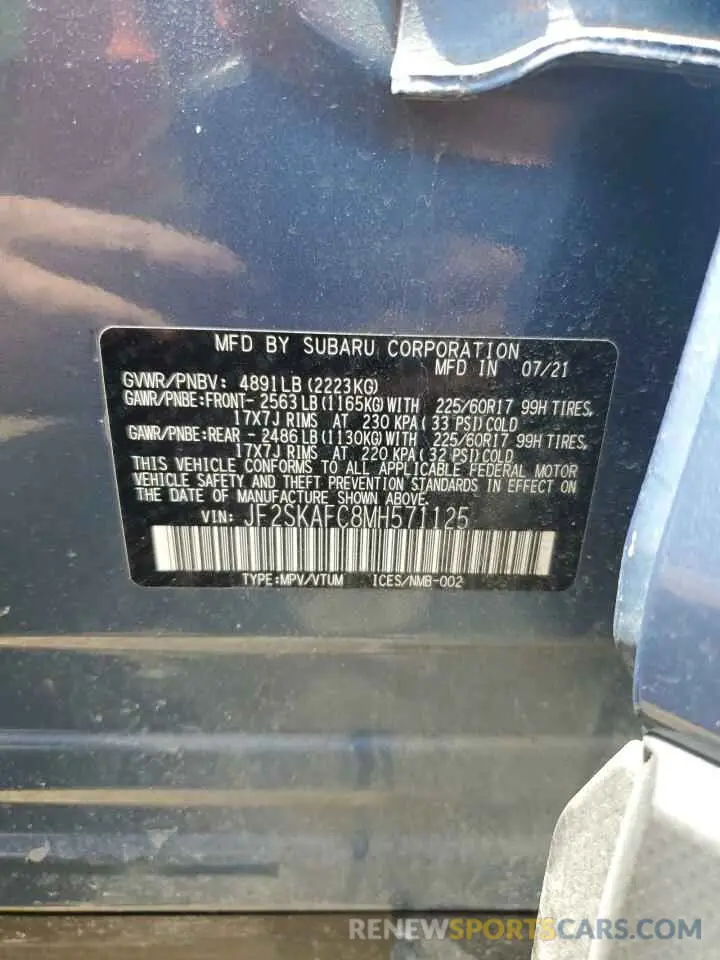 MFD BY SUBARU CORPORATION
MFD IN 07/21
GVWR/PNBV: 4891LB(2223KG)
GAWR/PNBE:FRONT- 2563LB(1165KG)WITH 225/60R17 99H TIRES,
17X7J RIMS AT 230 KPA(33 PSI)COLD
GAWR/PNBE:REAR - 2486LB(1130KG)WITH 225/60R17 99H TIRES,
17X7J RIMS AT 220 KPA(32 PSI)COLD
THIS VEHICLE CONFORMS TO ALL APPLICABLE FEDERAL MOTOR
VEHICLE SAFETY AND THEFT PREVENTION STANDARDS IN EFFECT ON
THE DATE OF MANUFACTURE SHOWN ABOVE.
VIN: JF2SKAFC8MH571125
TYPE:MPV/VTUM ICES/NMB-002
RENEWSPORTSCARS.COM